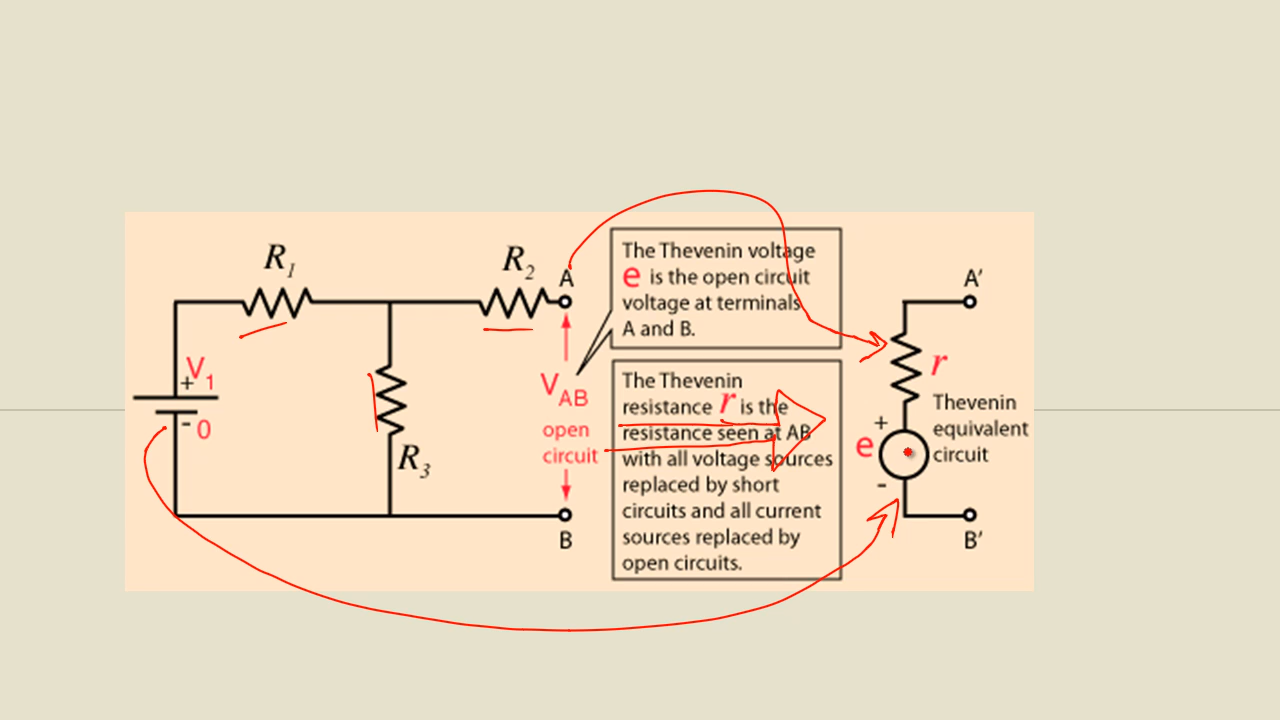 R1
R2
A
V1
+
- 0
R3
VAB
open
circuit
B
The Thevenin voltage
e is the open circuit
voltage at terminals
A and B.
The Thevenin
resistance r is the
resistance seen at AB
with all voltage sources
replaced by short
circuits and all current
sources replaced by
open circuits.
A'
r
+
e
-
Thevenin
equivalent
circuit
B'